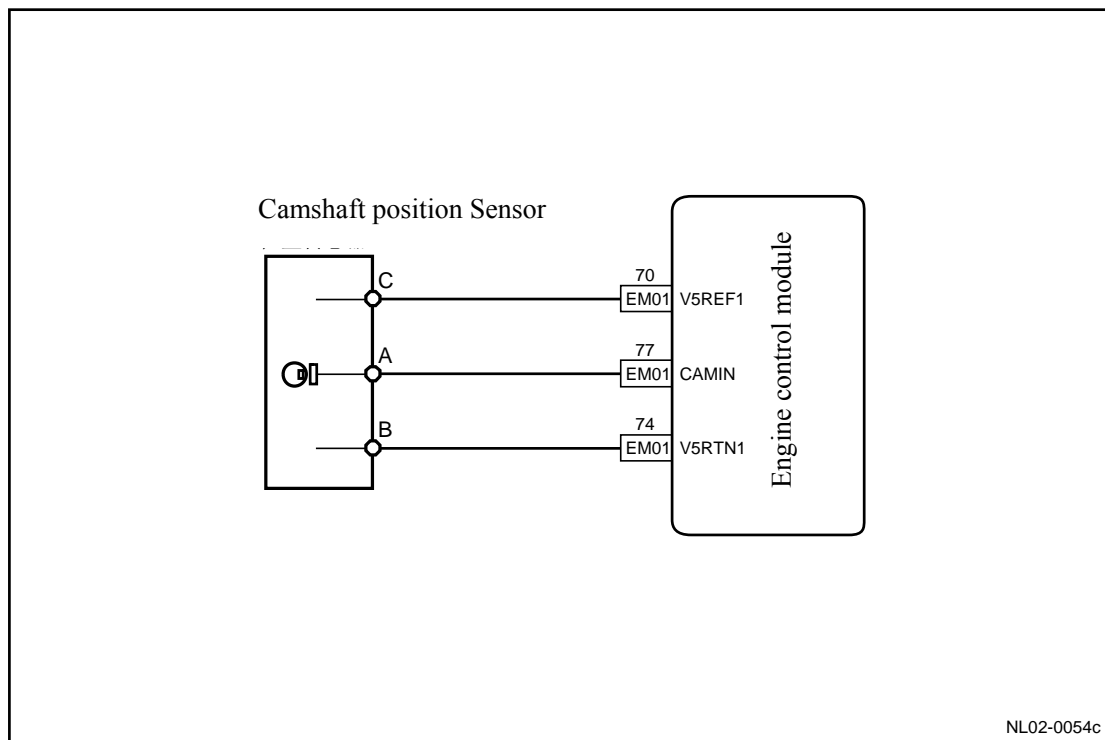 Camshaft position Sensor
C
70
EM01 V5REF1
A
77
EM01 CAMIN
B
74
EM01 V5RTN1
Engine control module
NL02-0054c